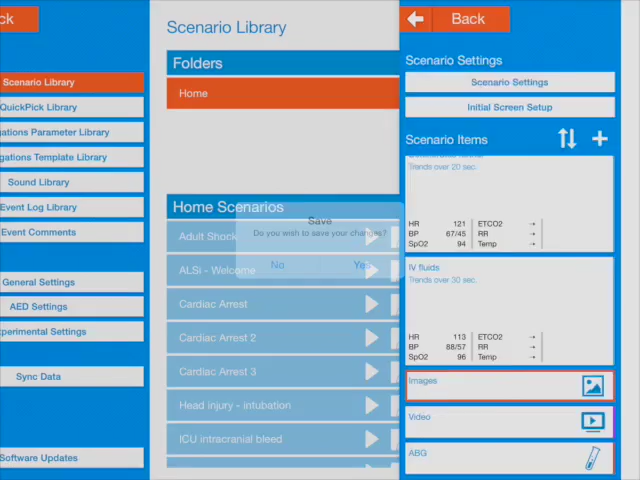 ck
Scenario Library
QuickPick Library
gations Parameter Library
gations Template Library
Sound Library
Event Log Library
Event Comments
General Settings
AED Settings
xperimental Settings
Sync Data
Software Updates
Scenario Library
Folders
Home
Home Scenarios
Adult Shock
ALSi - Welcome
Cardiac Arrest
Cardiac Arrest 2
Cardiac Arrest 3
Head injury - intubation
ICU intracranial bleed
Save
Do you wish to save your changes?
No
Yes
Back
Scenario Settings
Scenario Settings
Initial Screen Setup
Scenario Items
Trends over 20 sec.
HR 121 ETCO2
BP 67/45 RR
SpO2 94 Temp
IV fluids
Trends over 30 sec.
HR 113 ETCO2
BP 88/57 RR
SpO2 96 Temp
Images
Video
ABG